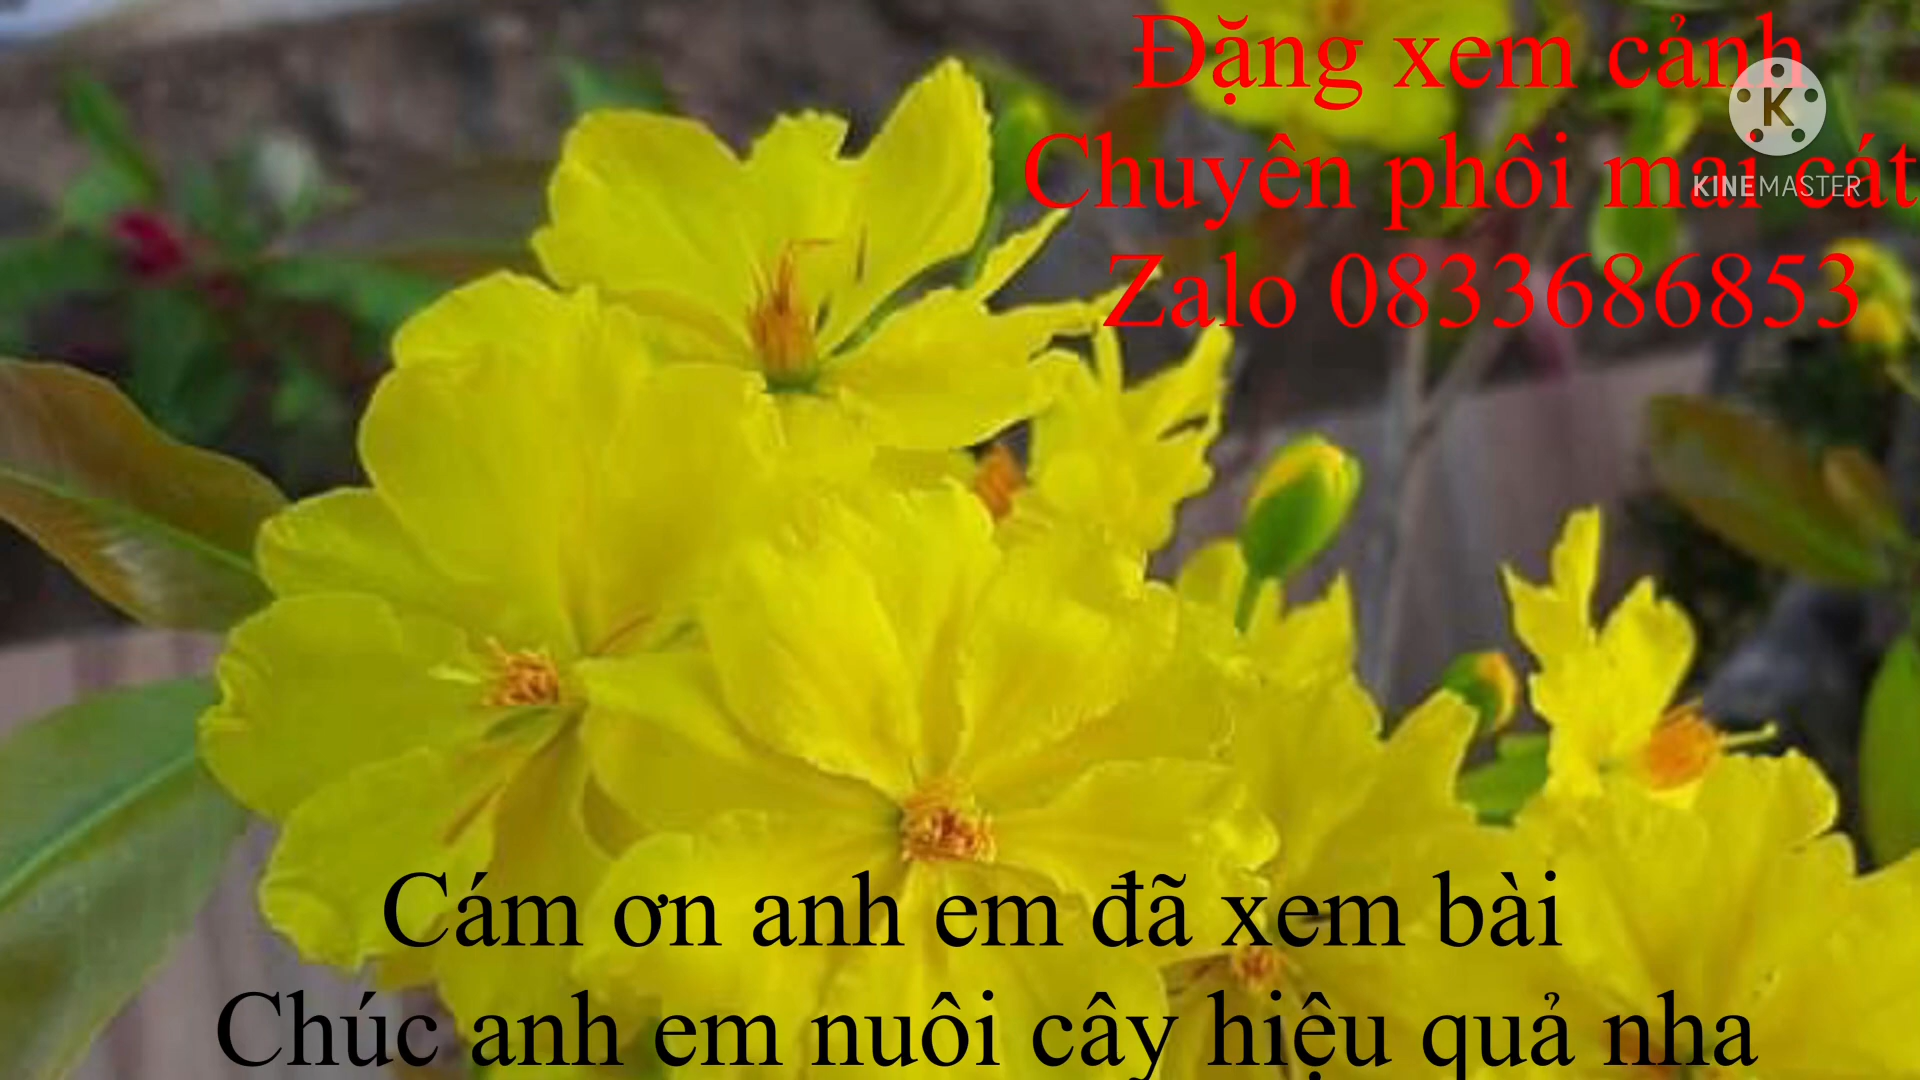 Đặng xem cảnh
K
Chuyên phôi mai cát
KINEMASTER
Zalo 0833686853
Cám ơn anh em đã xem bài
Chúc anh em nuôi cây hiệu quả nha